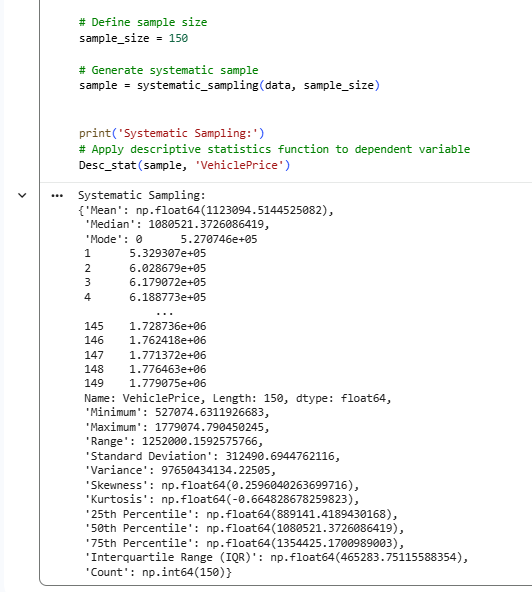 # Define sample size
sample_size = 150
# Generate systematic sample
sample = systematic_sampling(data, sample_size)
print('Systematic Sampling:')
# Apply descriptive statistics function to dependent variable
Desc_stat(sample, 'VehiclePrice')
••• Systematic Sampling:
{'Mean': np.float64(1123094.5144525082),
'Median': 1080521.3726086419,
'Mode': 0 5.270746e+05
1 5.329307e+05
2 6.028679e+05
3 6.179072e+05
4 6.188773e+05
...
145 1.728736e+06
146 1.762418e+06
147 1.771372e+06
148 1.776463e+06
149 1.779075e+06
Name: VehiclePrice, Length: 150, dtype: float64,
'Minimum': 527074.6311926683,
'Maximum': 1779074.790450245,
'Range': 1252000.1592575766,
'Standard Deviation': 312490.6944762116,
'Variance': 97650434134.22505,
'Skewness': np.float64(0.2596040263699716),
'Kurtosis': np.float64(-0.664828678259823),
'25th Percentile': np.float64(889141.4189430168),
'50th Percentile': np.float64(1080521.3726086419),
'75th Percentile': np.float64(1354425.1700989003),
'Interquartile Range (IQR)': np.float64(465283.75115588354),
'Count': np.int64(150)}